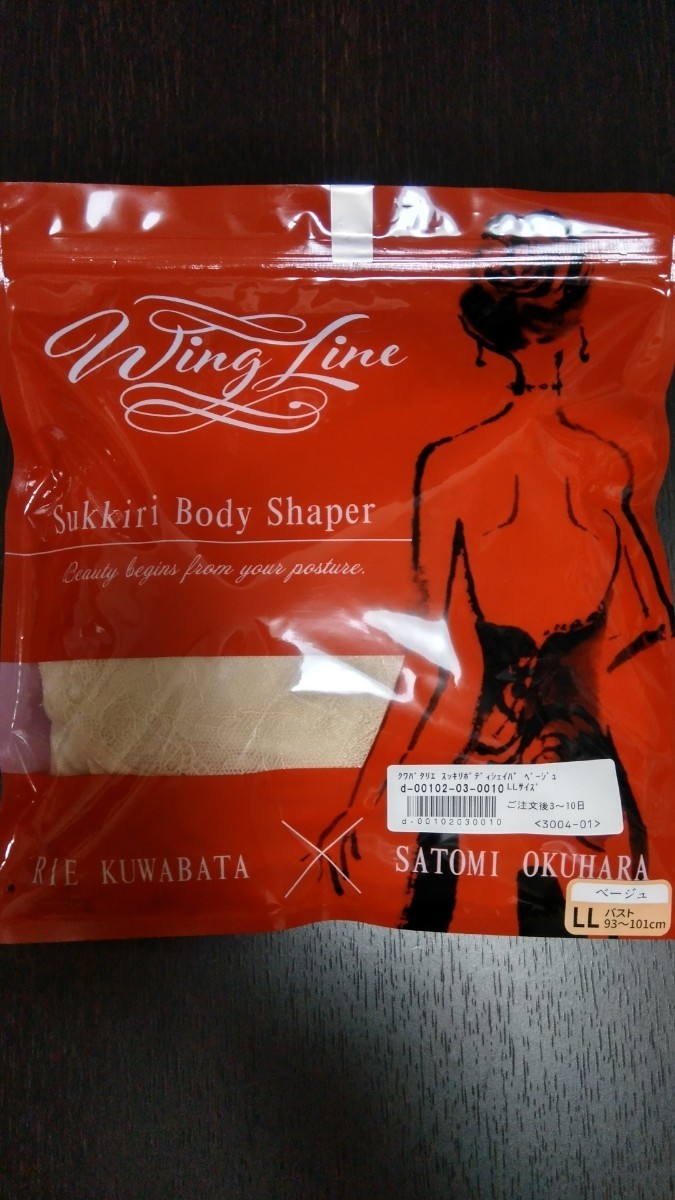 Wing Line
Sukkiri Body Shaper
Beauty begins from your posture.
ｸﾜﾊﾞﾀﾘｴ ｽｯｷﾘﾎﾞﾃﾞｨｼｪｲﾊﾟ ﾍﾞｰｼﾞｭ
d-00102-03-0010 LLｻｲｽﾞ
ご注文後3～10日
d-00102030010
<3004-01>
RIE KUWABATA × SATOMI OKUHARA
ベージュ
LL バスト
93～101cm